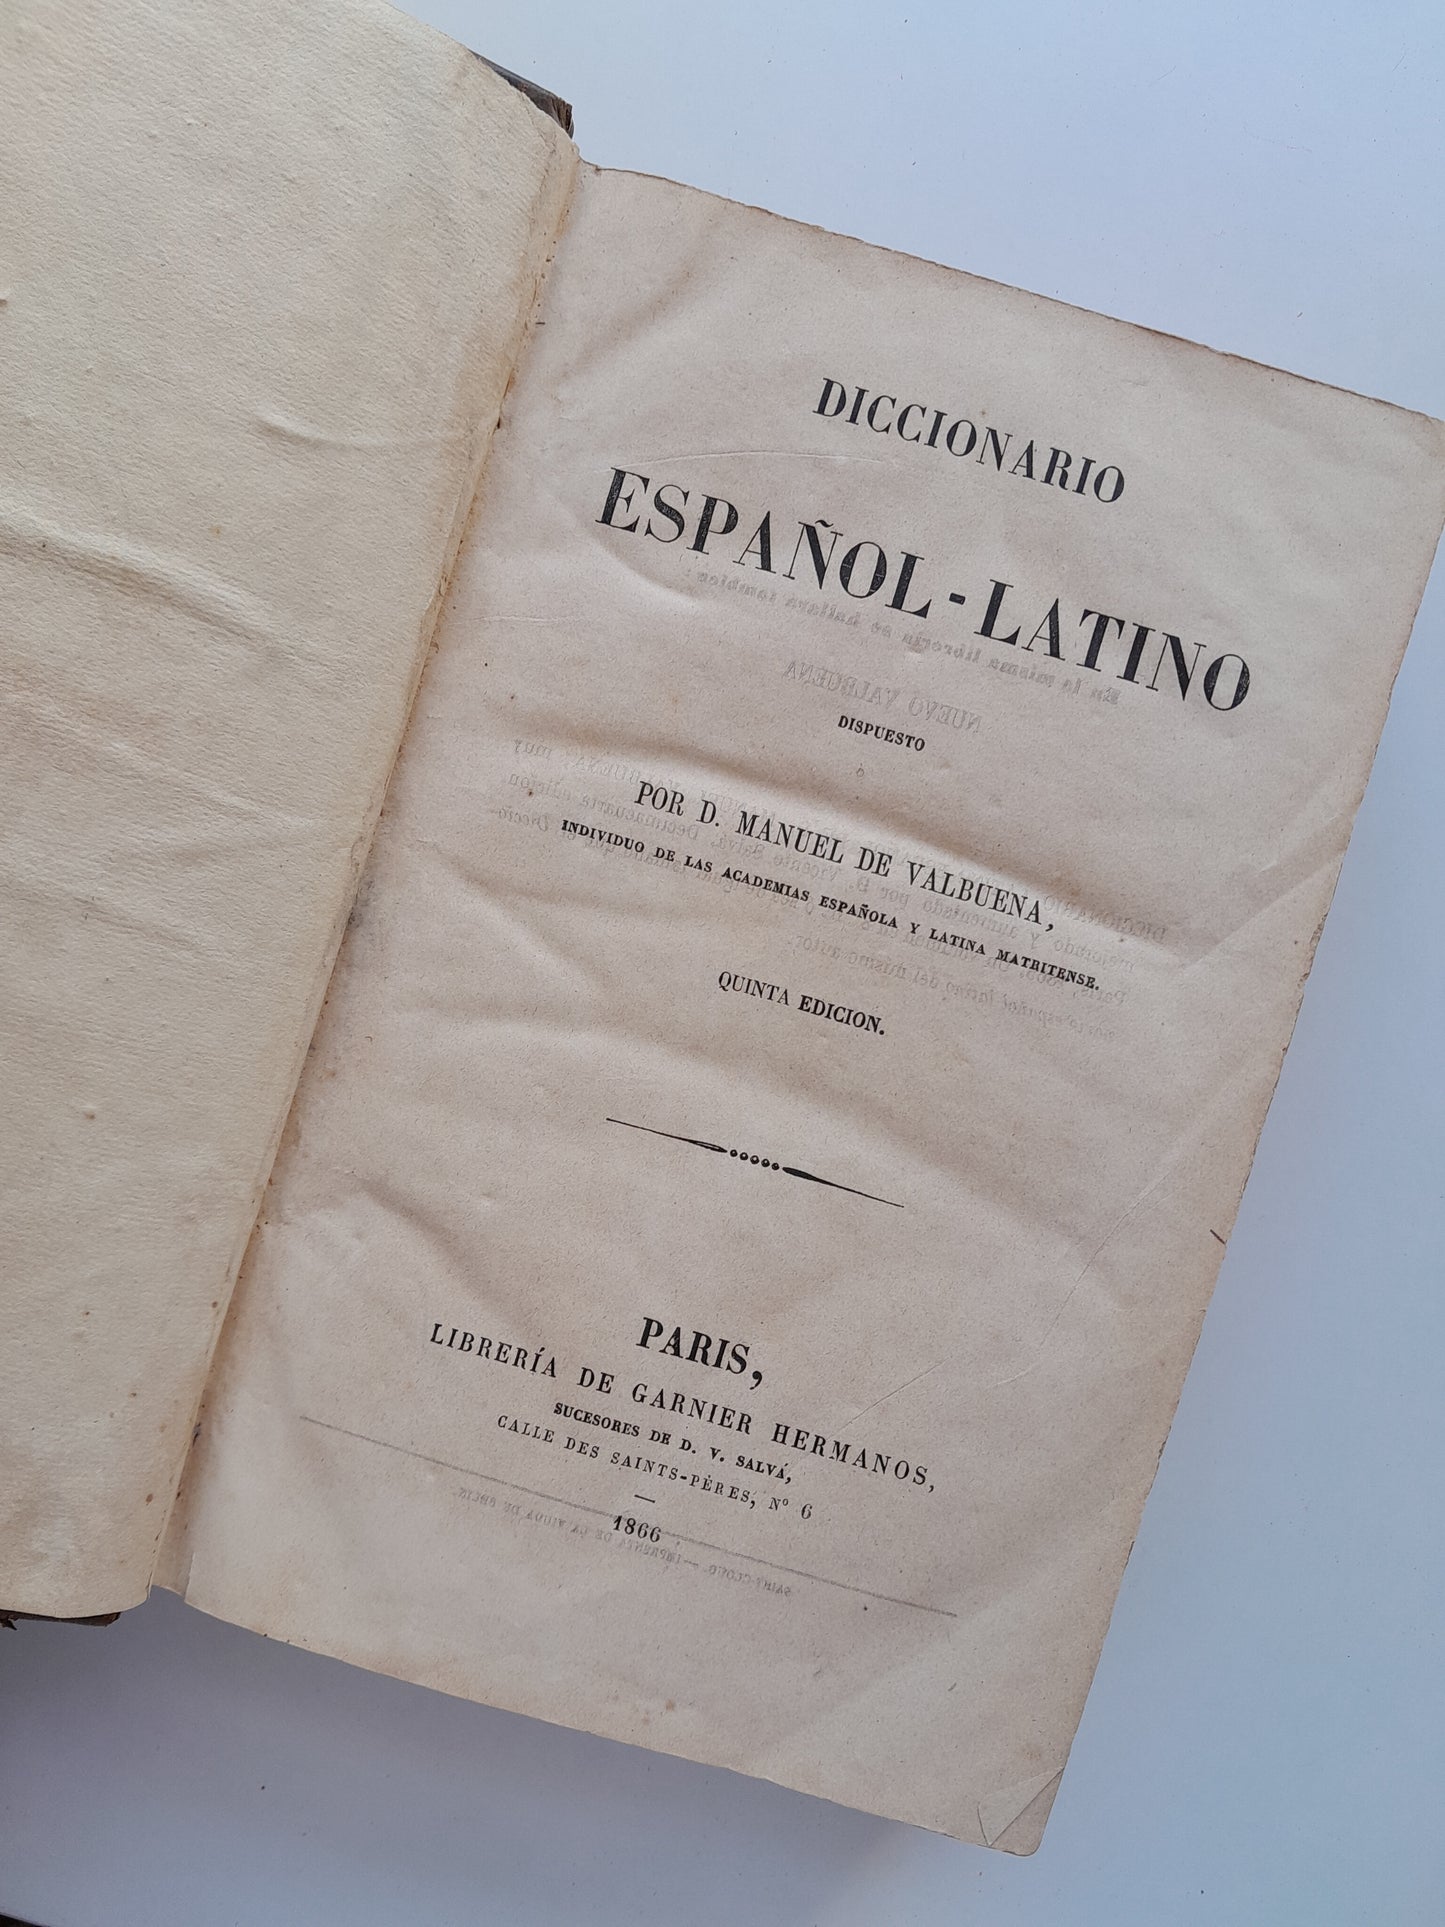 DICCIONARIO
ESPAÑOL-LATINO
DISPUESTO
POR D. MANUEL DE VALBUENA,
INDIVIDUO DE LAS ACADEMIAS ESPAÑOLA Y LATINA MATRITENSE.
QUINTA EDICION.
PARIS,
LIBRERÍA DE GARNIER HERMANOS,
SUCESORES DE D. V. SALVÁ,
CALLE DES SAINTS-PÈRES, Nº 6
1866